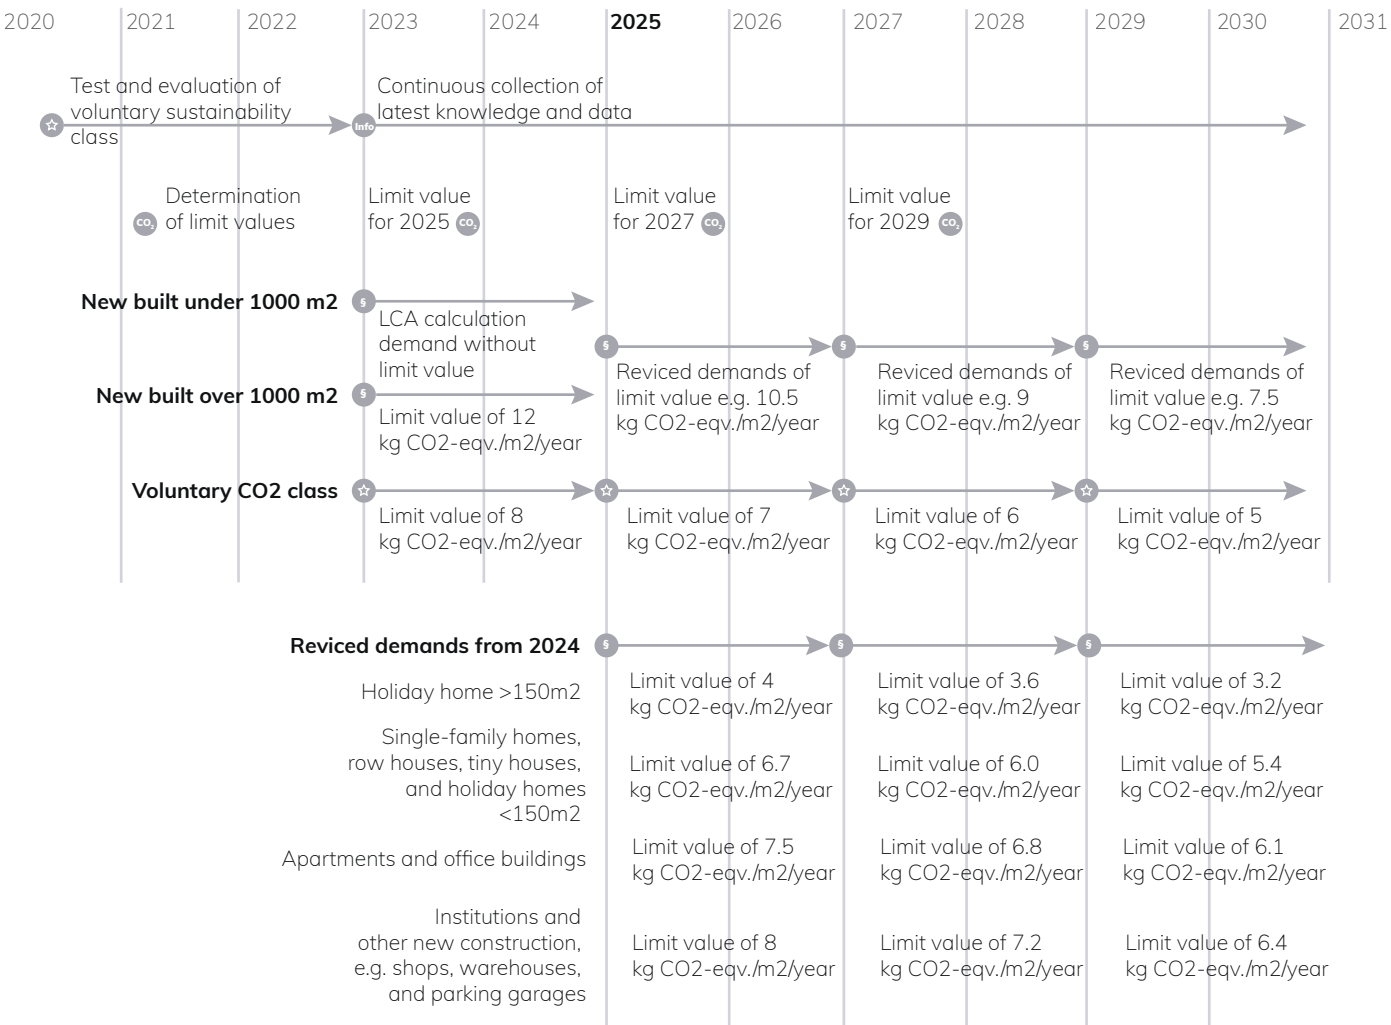 2020 2021 2022 2023 2024 2025 2026 2027 2028 2029 2030 2031
Test and evaluation of
voluntary sustainability
class
Info
Continuous collection of
latest knowledge and data
CO2
Determination
of limit values
Limit value
for 2025 CO2
Limit value
for 2027 CO2
Limit value
for 2029 CO2
New built under 1000 m2
§
LCA calculation
demand without
limit value
New built over 1000 m2
§
Limit value of 12
kg CO2-eqv./m2/year
§
Reviced demands of
limit value e.g. 10.5
kg CO2-eqv./m2/year
§
Reviced demands of
limit value e.g. 9
kg CO2-eqv./m2/year
§
Reviced demands of
limit value e.g. 7.5
kg CO2-eqv./m2/year
Voluntary CO2 class
Limit value of 8
kg CO2-eqv./m2/year
Limit value of 7
kg CO2-eqv./m2/year
Limit value of 6
kg CO2-eqv./m2/year
Limit value of 5
kg CO2-eqv./m2/year
Reviced demands from 2024
§ § §
Holiday home >150m2
Limit value of 4
kg CO2-eqv./m2/year
Limit value of 3.6
kg CO2-eqv./m2/year
Limit value of 3.2
kg CO2-eqv./m2/year
Single-family homes,
row houses, tiny houses,
and holiday homes
<150m2
Limit value of 6.7
kg CO2-eqv./m2/year
Limit value of 6.0
kg CO2-eqv./m2/year
Limit value of 5.4
kg CO2-eqv./m2/year
Apartments and office buildings
Limit value of 7.5
kg CO2-eqv./m2/year
Limit value of 6.8
kg CO2-eqv./m2/year
Limit value of 6.1
kg CO2-eqv./m2/year
Institutions and
other new construction,
e.g. shops, warehouses,
and parking garages
Limit value of 8
kg CO2-eqv./m2/year
Limit value of 7.2
kg CO2-eqv./m2/year
Limit value of 6.4
kg CO2-eqv./m2/year